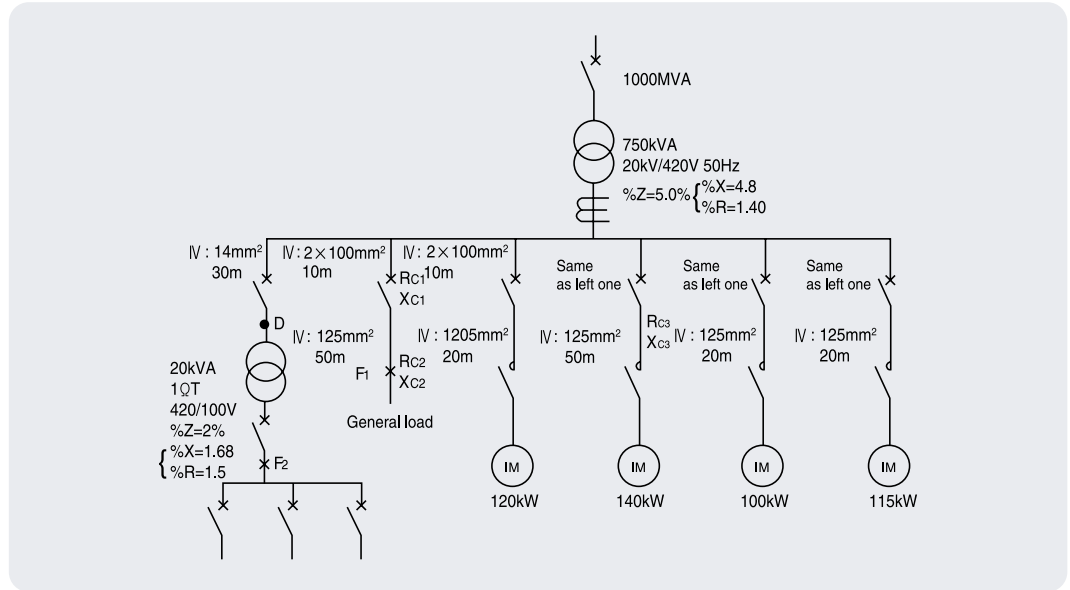 1000MVA
750kVA
20kV/420V 50Hz
%Z=5.0% { %X=4.8
%R=1.40
IV : 14mm²
30m
IV : 2×100mm²
10m
IV : 2×100mm²
10m
RC1
XC1
Same
as left one
Same
as left one
Same
as left one
D
IV : 125mm²
50m
IV : 1205mm²
20m
IV : 125mm²
50m
RC3
XC3
IV : 125mm²
20m
IV : 125mm²
20m
F1
RC2
XC2
General load
20kVA
1QT
420/100V
%Z=2%
{ %X=1.68
%R=1.5
F2
IM
IM
IM
IM
120kW
140kW
100kW
115kW